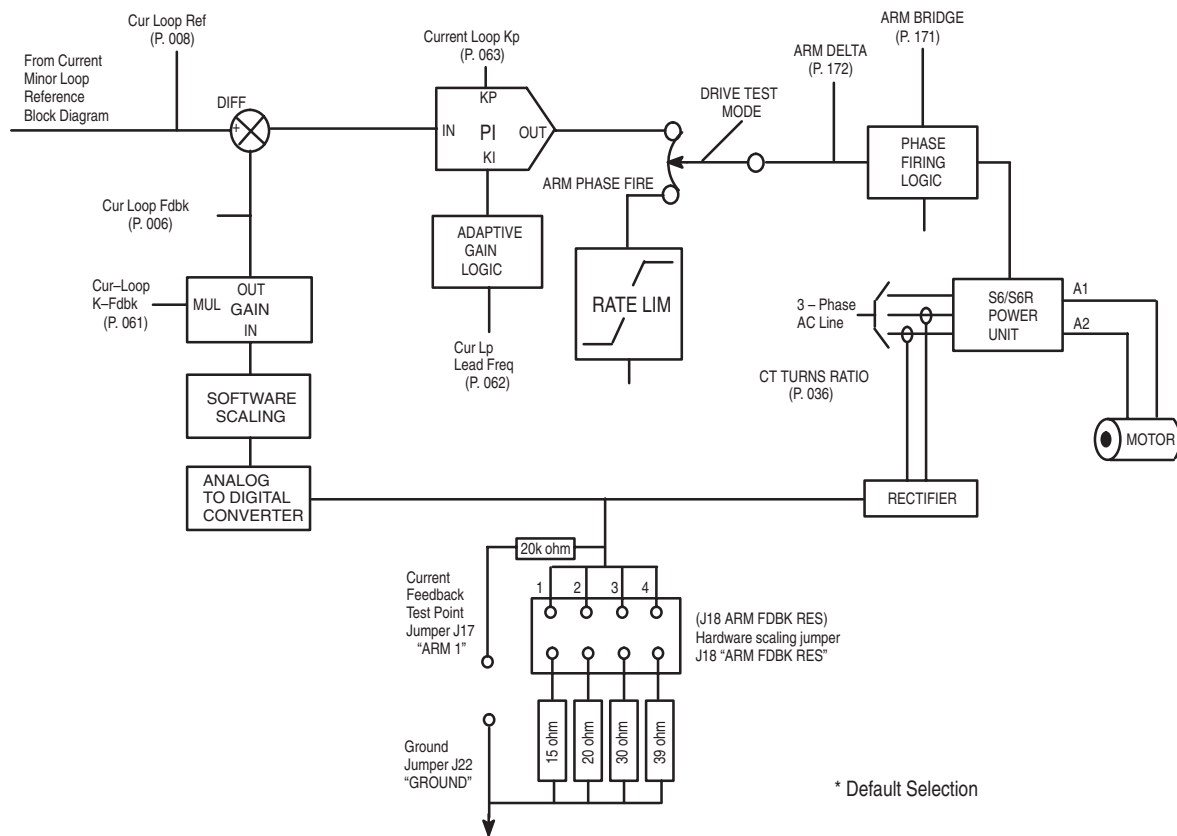 Cur Loop Ref
(P. 008)
From Current
Minor Loop
Reference
Block Diagram
DIFF
+
Current Loop Kp
(P. 063)
KP
IN
PI
OUT
KI
ARM BRIDGE
(P. 171)
ARM DELTA
(P. 172)
DRIVE TEST
MODE
PHASE
FIRING
LOGIC
ARM PHASE FIRE
Cur Loop Fdbk
(P. 006)
ADAPTIVE
GAIN
LOGIC
RATE LIM
Cur–Loop
K–Fdbk
(P. 061)
OUT
MUL
GAIN
IN
Cur Lp
Lead Freq
(P. 062)
3 – Phase
AC Line
S6/S6R
POWER
UNIT
A1
A2
CT TURNS RATIO
(P. 036)
SOFTWARE
SCALING
MOTOR
ANALOG
TO DIGITAL
CONVERTER
RECTIFIER
20k ohm
Current
Feedback
Test Point
Jumper J17
“ARM 1”
1 2 3 4
(J18 ARM FDBK RES)
Hardware scaling jumper
J18 “ARM FDBK RES”
15 ohm
20 ohm
30 ohm
39 ohm
Ground
Jumper J22
“GROUND”
* Default Selection